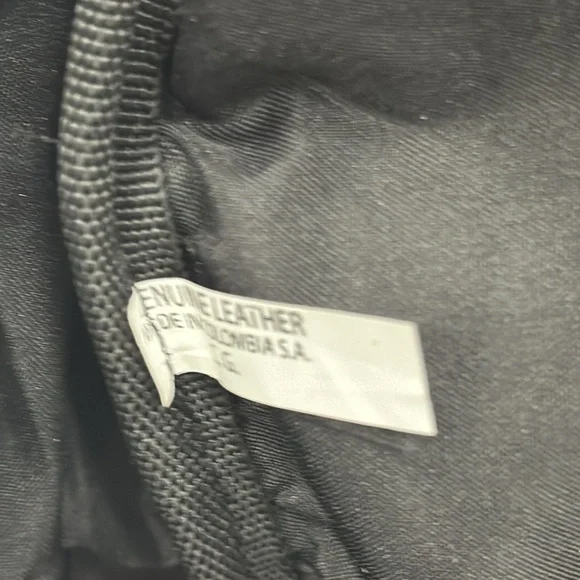 ENUINE LEATHER
DE IN COLOMBIA S.A.
.G.